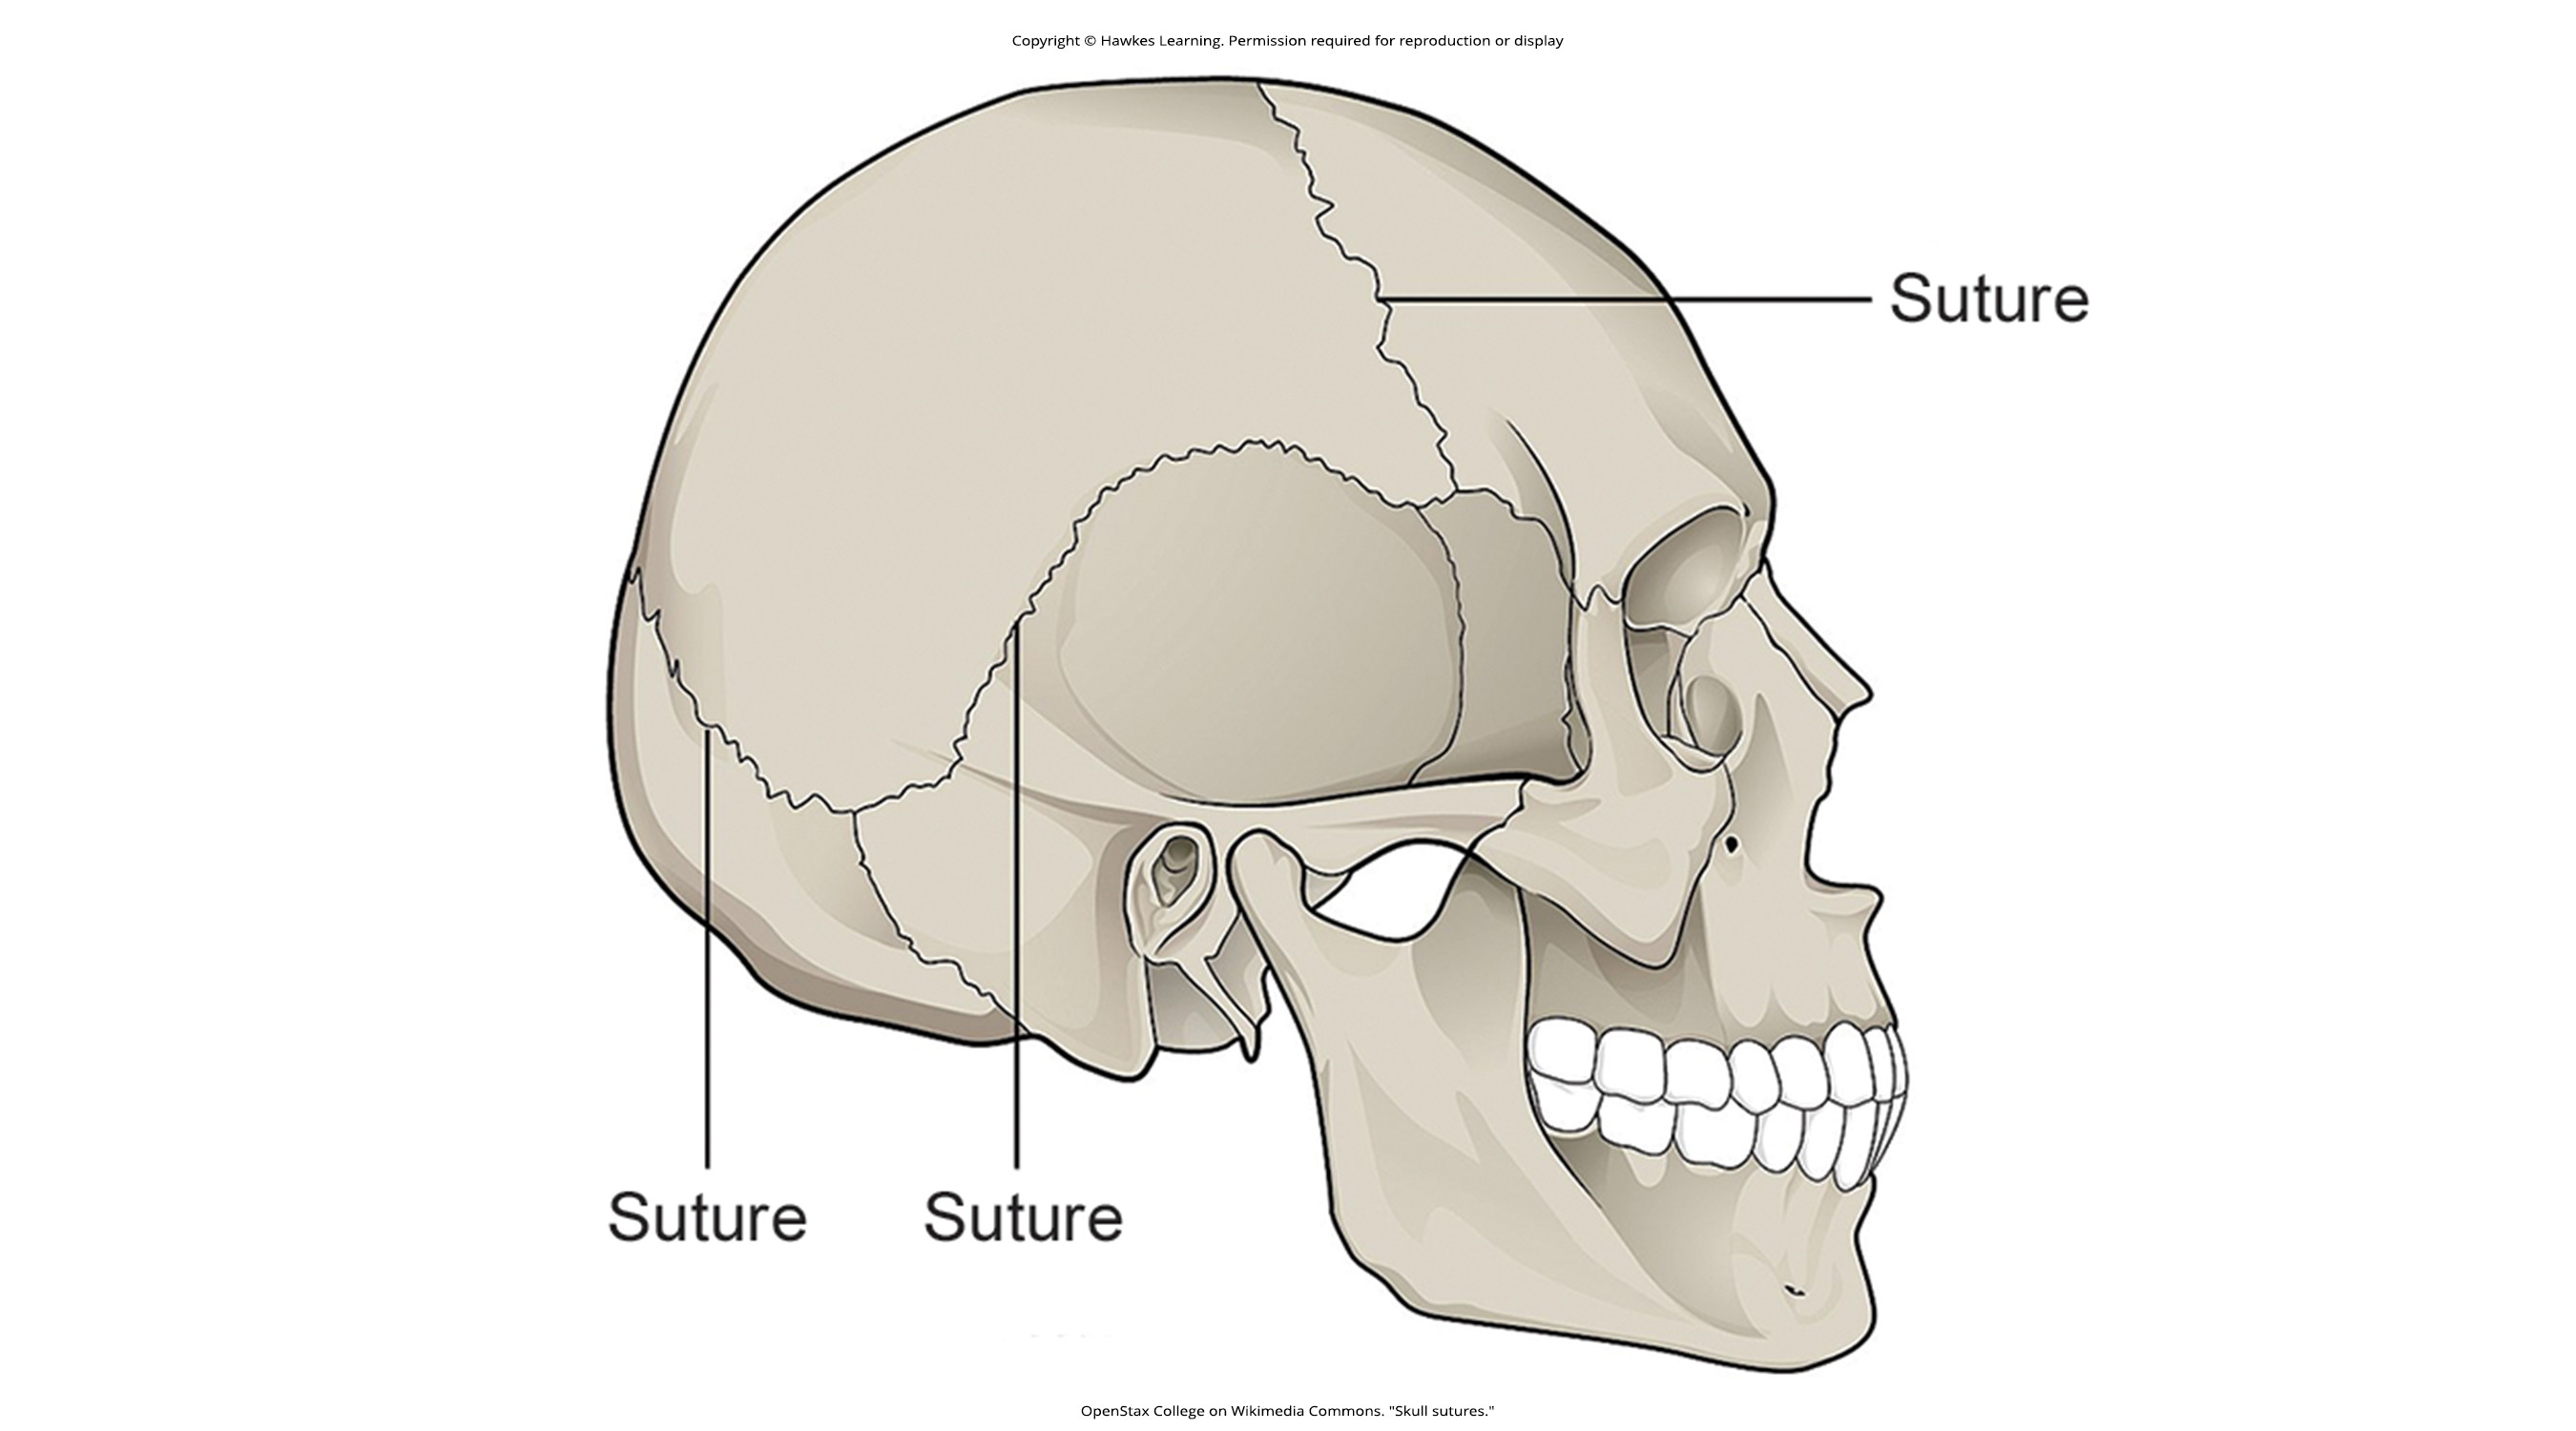 Copyright © Hawkes Learning. Permission required for reproduction or display
Suture
Suture
Suture
OpenStax College on Wikimedia Commons. "Skull sutures."